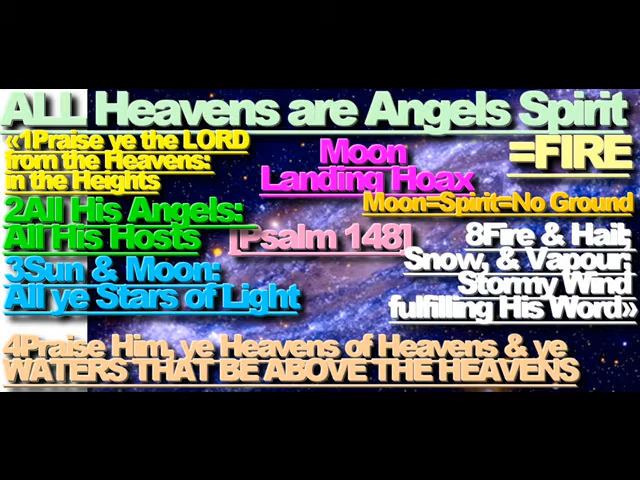 ALL Heavens are Angels Spirit
=FIRE
«1Praise ye the LORD
from the Heavens:
in the Heights
Moon
Landing Hoax
Moon=Spirit=No Ground
2All His Angels:
All His Hosts
[Psalm 148]
3Sun & Moon:
All ye Stars of Light
8Fire & Hail;
Snow, & Vapour;
Stormy Wind
fulfilling His Word»
4Praise Him, ye Heavens of Heavens & ye
WATERS THAT BE ABOVE THE HEAVENS